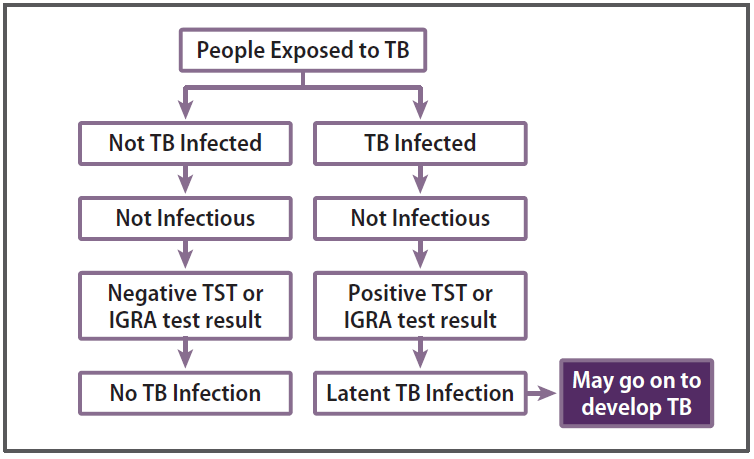 People Exposed to TB
Not TB Infected
TB Infected
Not Infectious
Not Infectious
Negative TST or
IGRA test result
Positive TST or
IGRA test result
No TB Infection
Latent TB Infection
May go on to
develop TB